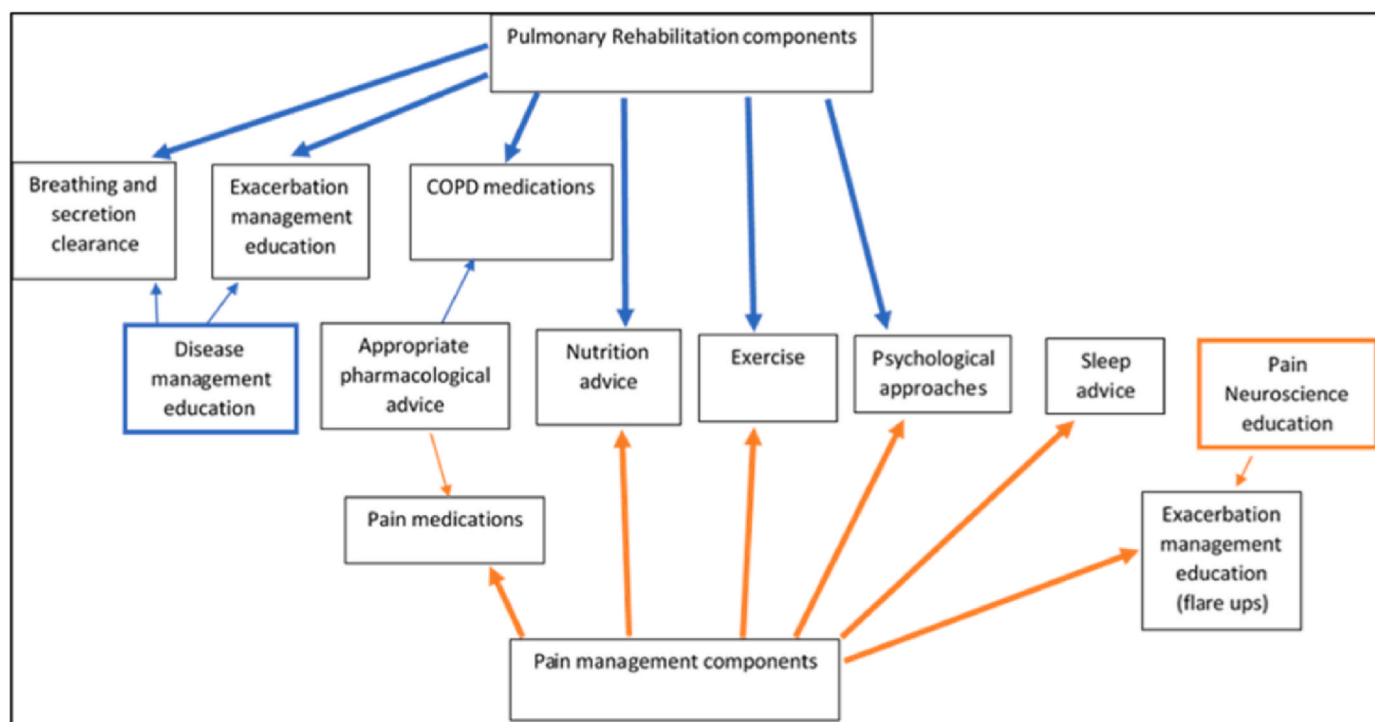 Pulmonary Rehabilitation components
Breathing and
secretion
clearance
Exacerbation
management
education
COPD medications
Disease
management
education
Appropriate
pharmacological
advice
Nutrition
advice
Exercise
Psychological
approaches
Sleep
advice
Pain
Neuroscience
education
Pain medications
Exacerbation
management
education
(flare ups)
Pain management components